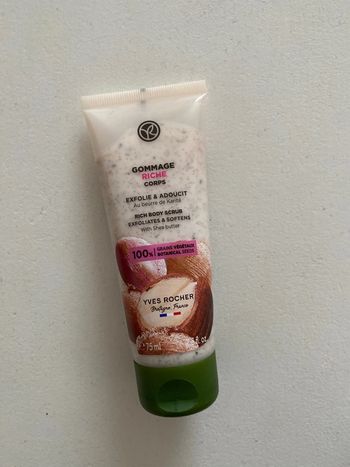 GOMMAGE
RICHE
CORPS
EXFOLIE & ADOUCIT
Au beurre de Karité
RICH BODY SCRUB
EXFOLIATES & SOFTENS
With Shea butter
100% GRAINS VÉGÉTAUX
BOTANICAL SEEDS
YVES ROCHER
Bretagne, France
75ml oz.